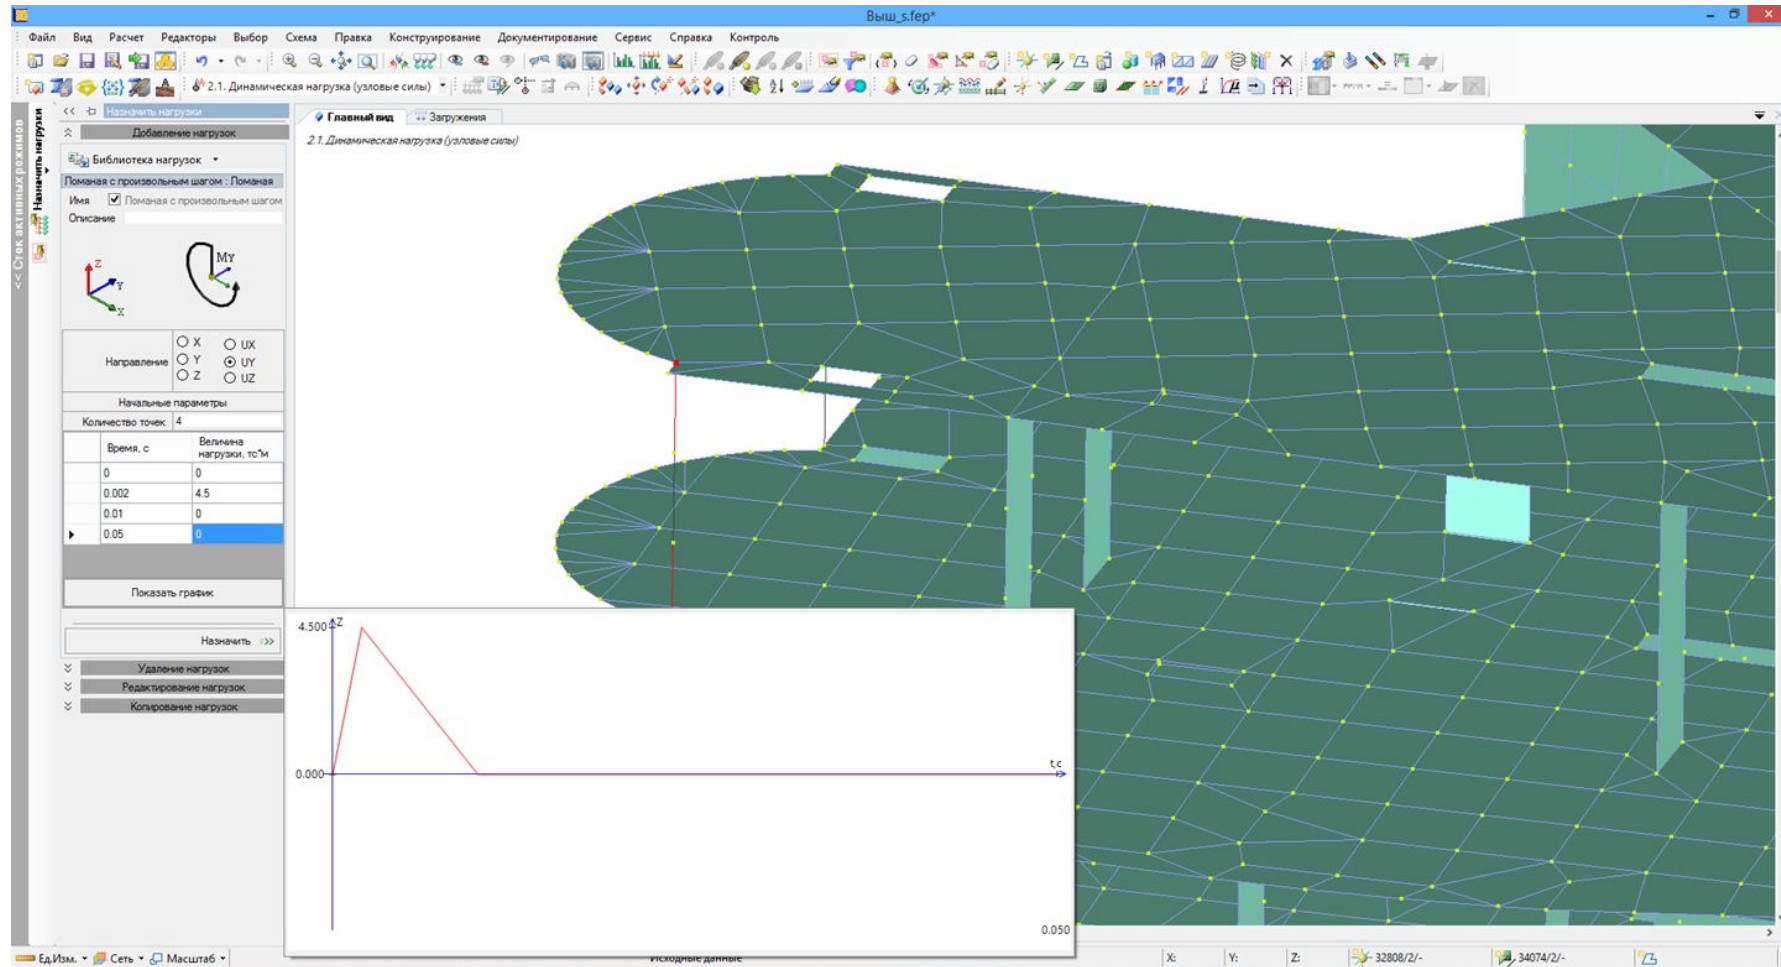 Выш_s.fep*
Файл Вид Расчет Редакторы Выбор Схема Правка Конструирование Документирование Сервис Справка Контроль
2.1. Динамическая нагрузка (узловые силы)
<< Стек активных режимов
Назначить нагрузки
<< Назначить нагрузки
Добавление нагрузок
Библиотека нагрузок
Ломаная с произвольным шагом : Ломаная
Имя Ломаная с произвольным шагом
Описание
Z
Y
X
MY
Направление
X UX
Y UY
Z UZ
Начальные параметры
Количество точек 4
Время, с Величина нагрузки, тс*м
0 0
0.002 4.5
0.01 0
0.05 0
Показать график
Назначить
Удаление нагрузок
Редактирование нагрузок
Копирование нагрузок
Главный вид Загружения
2.1. Динамическая нагрузка (узловые силы)
4.500 Z
0.000 t,c
0.050
Ед.Изм. Сеть Масштаб Исходные данные X: Y: Z: 32808/2/- 34074/2/-